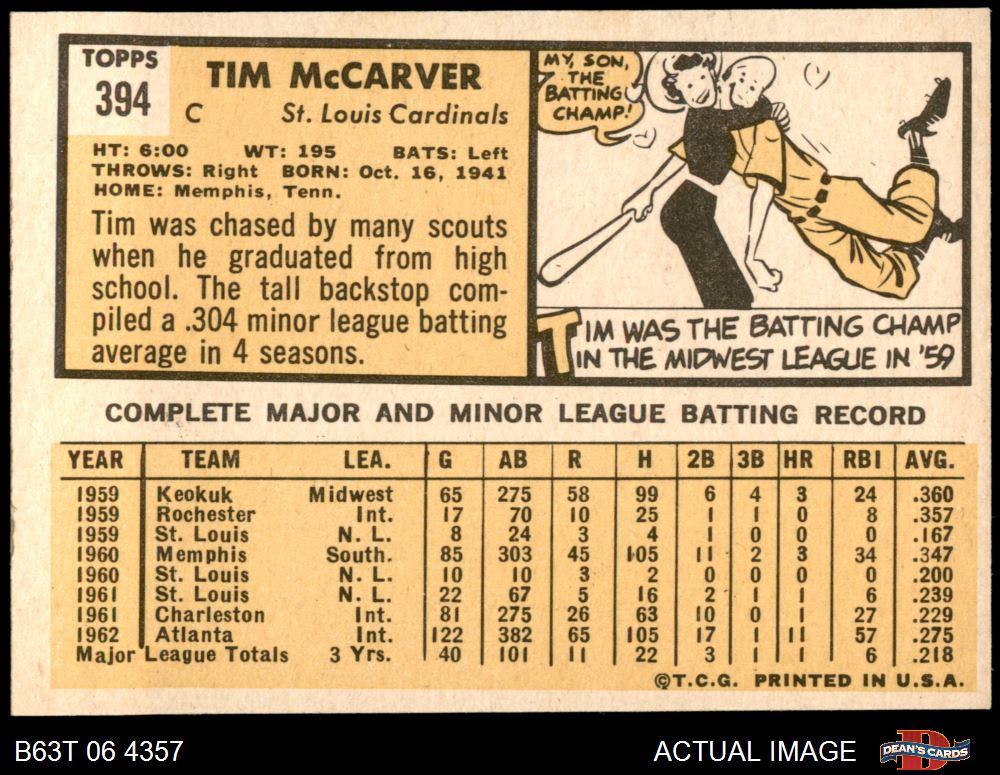 TOPPS
394
TIM McCARVER
C St. Louis Cardinals
HT: 6:00 WT: 195 BATS: Left
THROWS: Right BORN: Oct. 16, 1941
HOME: Memphis, Tenn.
Tim was chased by many scouts
when he graduated from high
school. The tall backstop com-
piled a .304 minor league batting
average in 4 seasons.
MY, SON,
THE
BATTING
CHAMP!
TIM WAS THE BATTING CHAMP
IN THE MIDWEST LEAGUE IN '59
COMPLETE MAJOR AND MINOR LEAGUE BATTING RECORD
YEAR TEAM LEA. G AB R H 2B 3B HR RBI AVG.
1959 Keokuk Midwest 65 275 58 99 6 4 3 24 .360
1959 Rochester Int. 17 70 10 25 1 1 0 8 .357
1959 St. Louis N. L. 8 24 3 4 1 0 0 0 .167
1960 Memphis South. 85 303 45 105 11 2 3 34 .347
1960 St. Louis N. L. 10 10 3 2 0 0 0 0 .200
1961 St. Louis N. L. 22 67 5 16 2 1 1 6 .239
1961 Charleston Int. 81 275 26 63 10 0 1 27 .229
1962 Atlanta Int. 122 382 65 105 17 1 11 57 .275
Major League Totals 3 Yrs. 40 101 11 22 3 1 1 6 .218
©T.C.G. PRINTED IN U.S.A.
B63T 06 4357 ACTUAL IMAGE DEAN'S CARDS